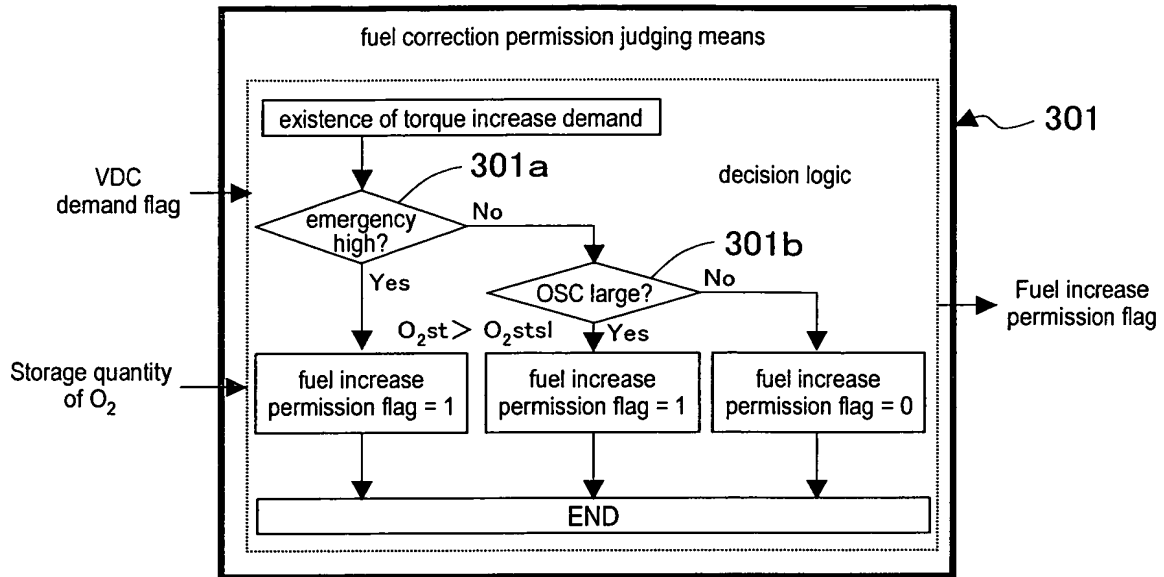 fuel correction permission judging means
existence of torque increase demand
301
301a
VDC
demand flag
decision logic
emergency
high?
No
301b
Yes
OSC large?
No
Fuel increase
permission flag
O₂st > O₂stsl
Yes
Storage quantity
of O₂
fuel increase
permission flag = 1
fuel increase
permission flag = 1
fuel increase
permission flag = 0
END